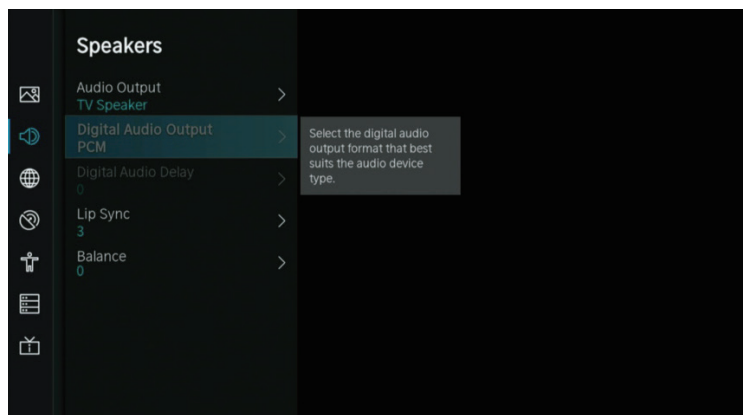 Speakers
Audio Output
TV Speaker
Digital Audio Output
PCM
Select the digital audio
output format that best
suits the audio device
type.
Digital Audio Delay
0
Lip Sync
3
Balance
0